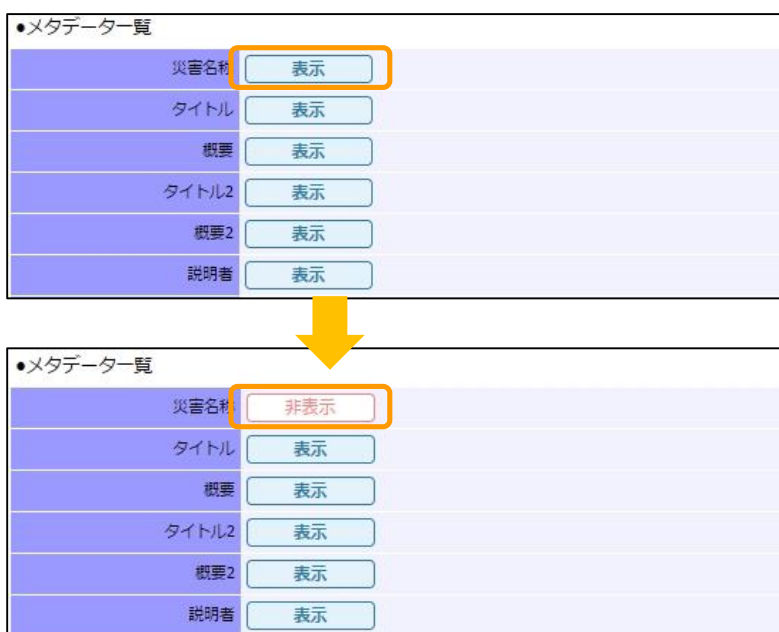 ●メタデータ一覧
災害名称 表示
タイトル 表示
概要 表示
タイトル2 表示
概要2 表示
説明者 表示
●メタデータ一覧
災害名称 非表示
タイトル 表示
概要 表示
タイトル2 表示
概要2 表示
説明者 表示